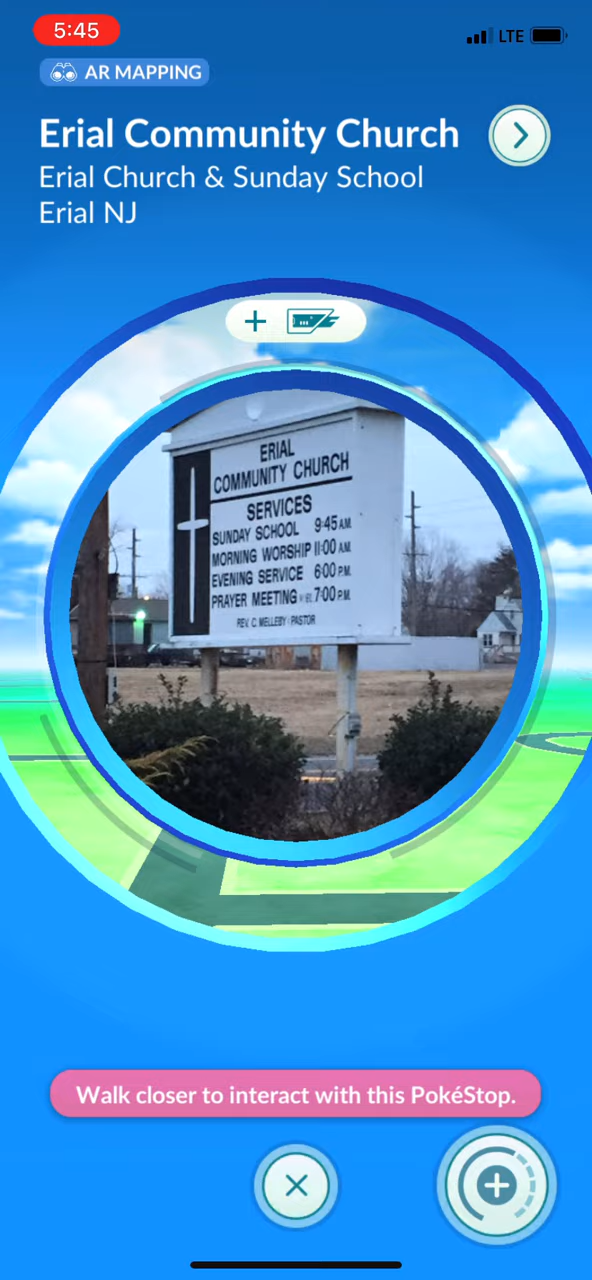 5:45
LTE
AR MAPPING
Erial Community Church
Erial Church & Sunday School
Erial NJ
ERIAL
COMMUNITY CHURCH
SERVICES
SUNDAY SCHOOL 9:45 A.M.
MORNING WORSHIP 11:00 A.M.
EVENING SERVICE 6:00 P.M.
PRAYER MEETING 7:00 P.M.
REV. C. MELLEBY · PASTOR
Walk closer to interact with this PokéStop.